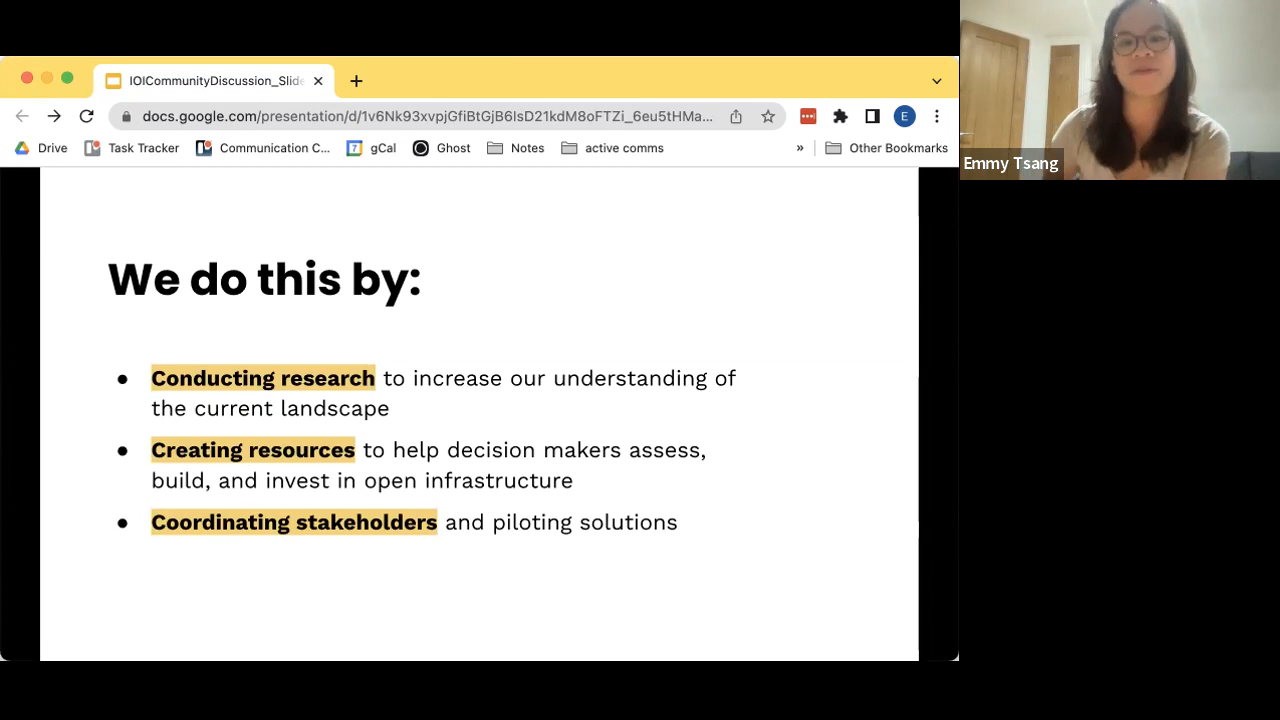 IOICommunityDiscussion_Slide
docs.google.com/presentation/d/1v6Nk93xvpjGfiBtGjB6lsD21kdM8oFTZi_6eu5tHMa...
E
Drive
Task Tracker
Communication C...
7
gCal
Ghost
Notes
active comms
»
Other Bookmarks
Emmy Tsang
We do this by:
● Conducting research to increase our understanding of
the current landscape
● Creating resources to help decision makers assess,
build, and invest in open infrastructure
● Coordinating stakeholders and piloting solutions